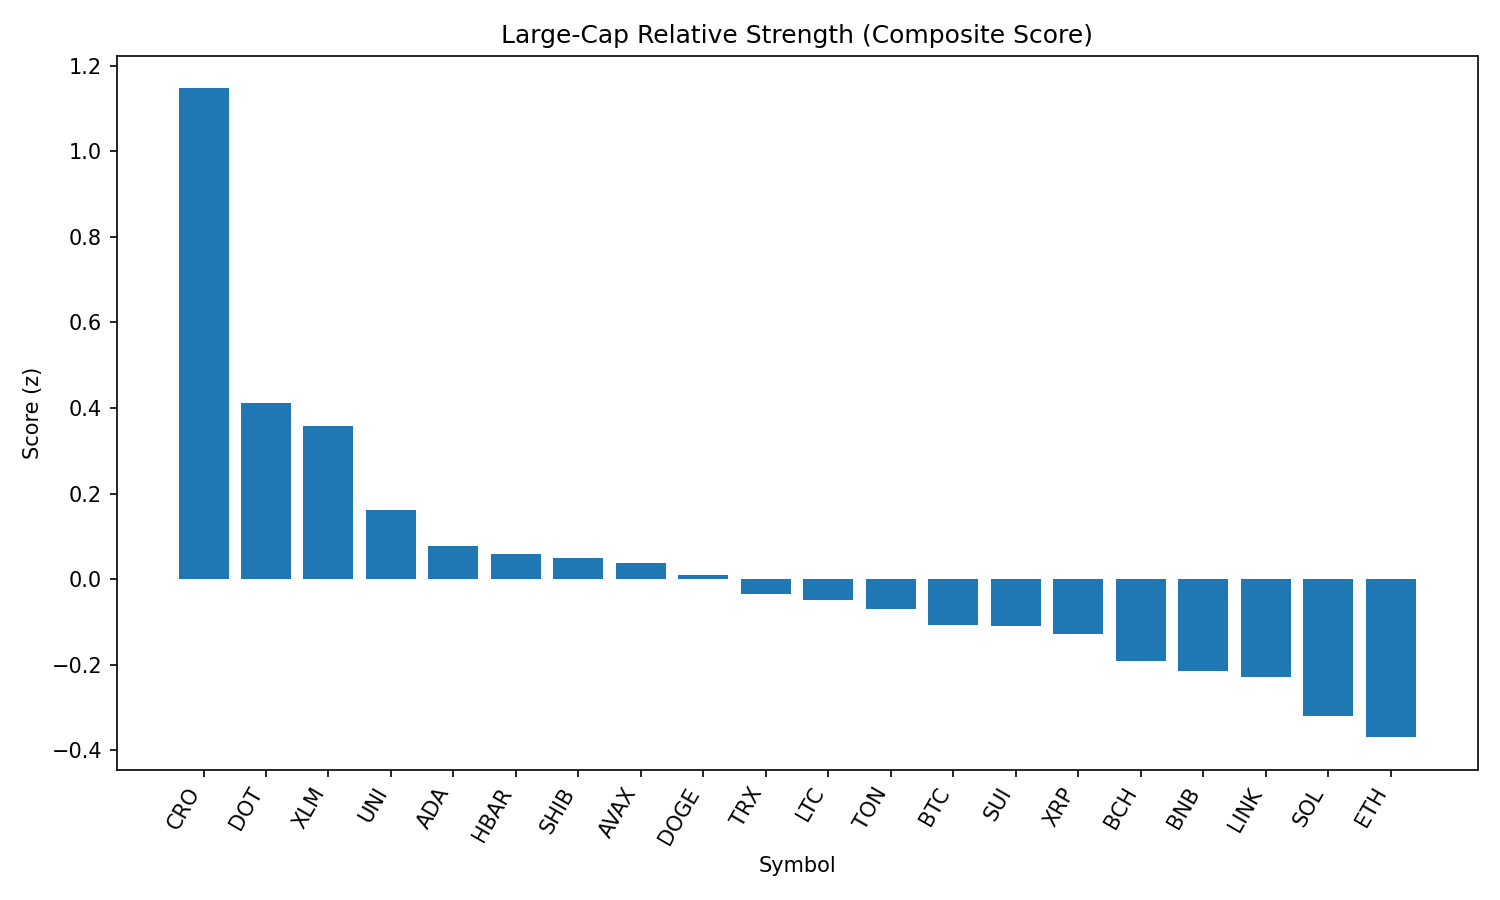 Large-Cap Relative Strength (Composite Score)
1.2
1.0
0.8
0.6
0.4
0.2
0.0
−0.2
−0.4
Score (z)
CRO
DOT
XLM
UNI
ADA
HBAR
SHIB
AVAX
DOGE
TRX
LTC
TON
BTC
SUI
XRP
BCH
BNB
LINK
SOL
ETH
Symbol